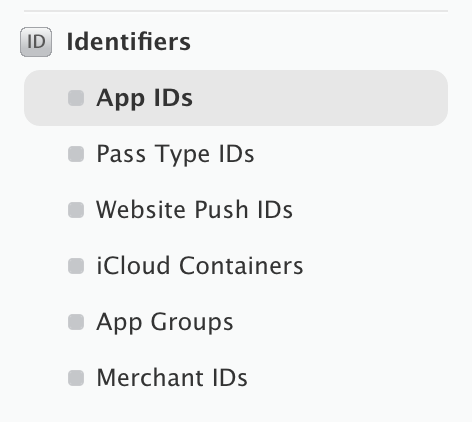 ID Identifiers
App IDs
Pass Type IDs
Website Push IDs
iCloud Containers
App Groups
Merchant IDs